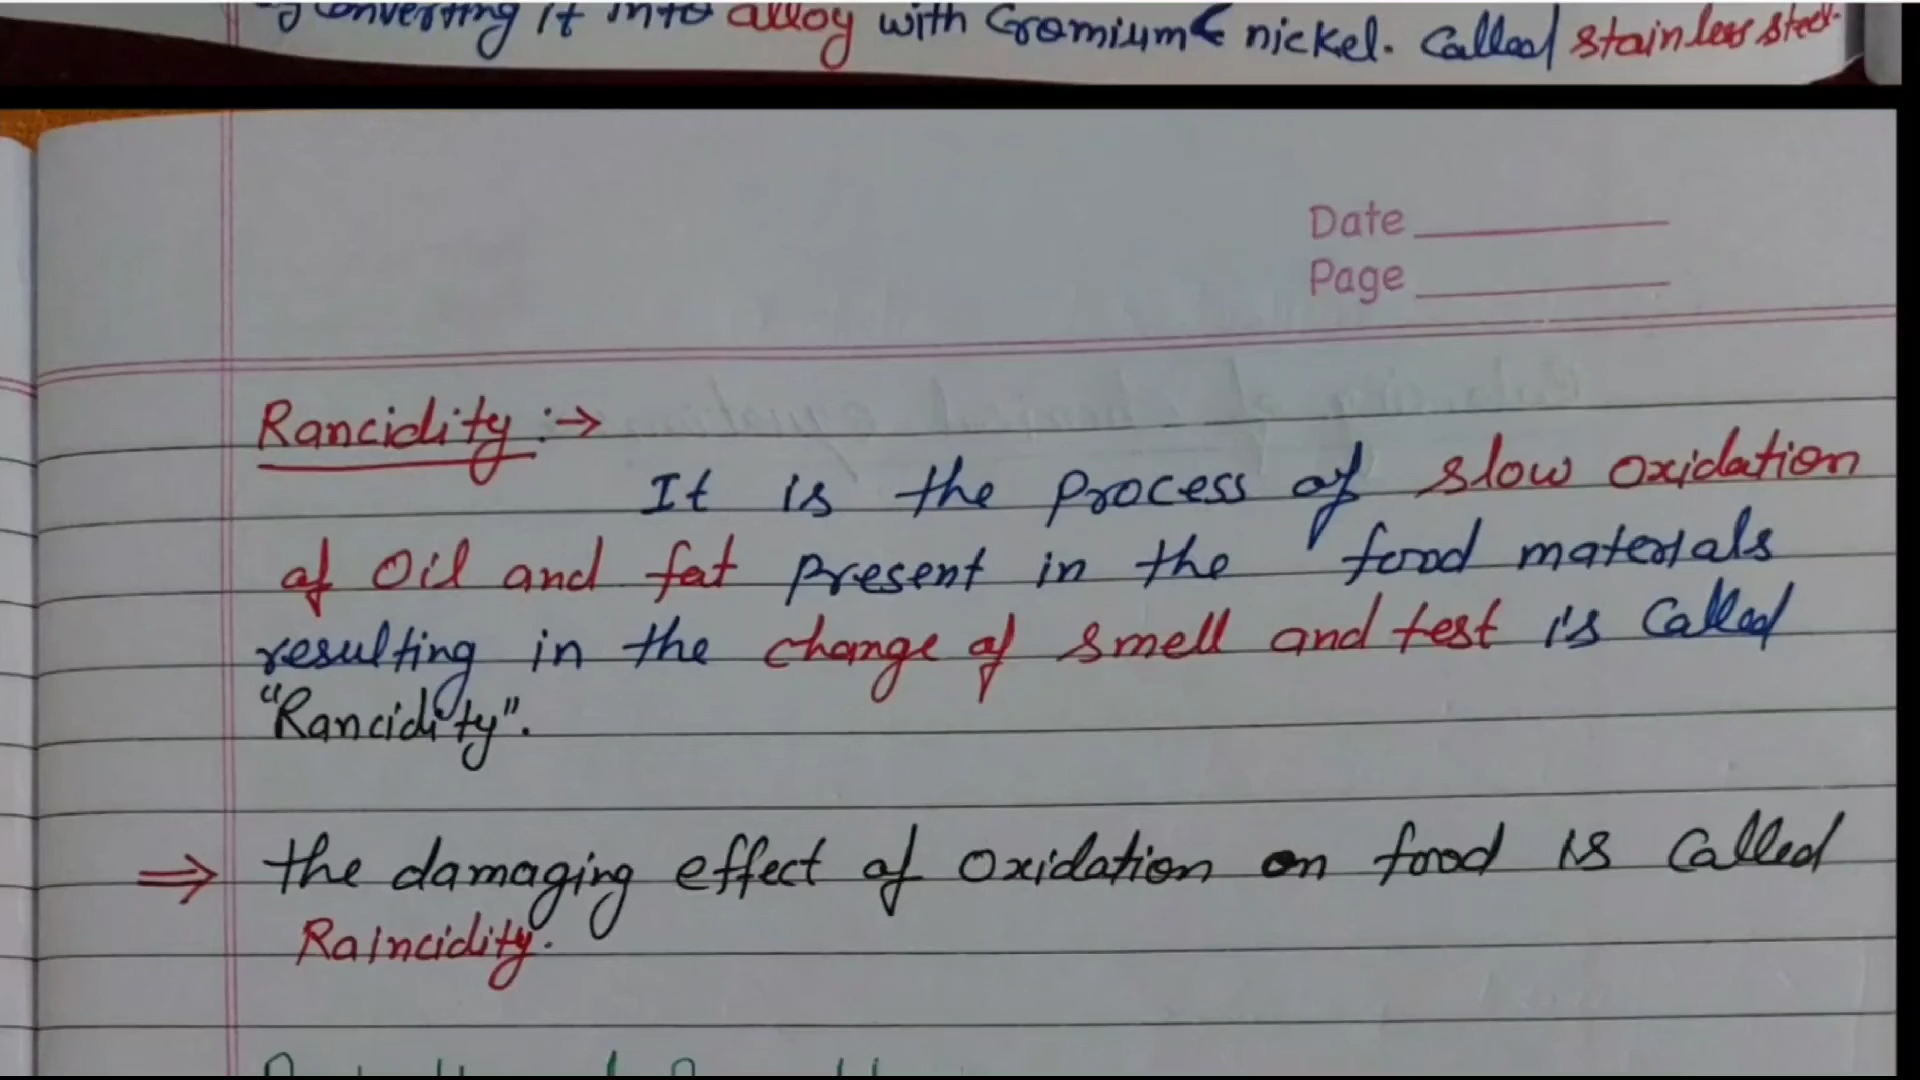 converting it into alloy with Cromium & nickel. Called stainless steel.
Date
Page
Rancidity :→
It is the process of slow oxidation
of oil and fat present in the food materials
resulting in the change of smell and test is called
"Rancidity".
⇒ the damaging effect of oxidation on food is called
Raincidity.